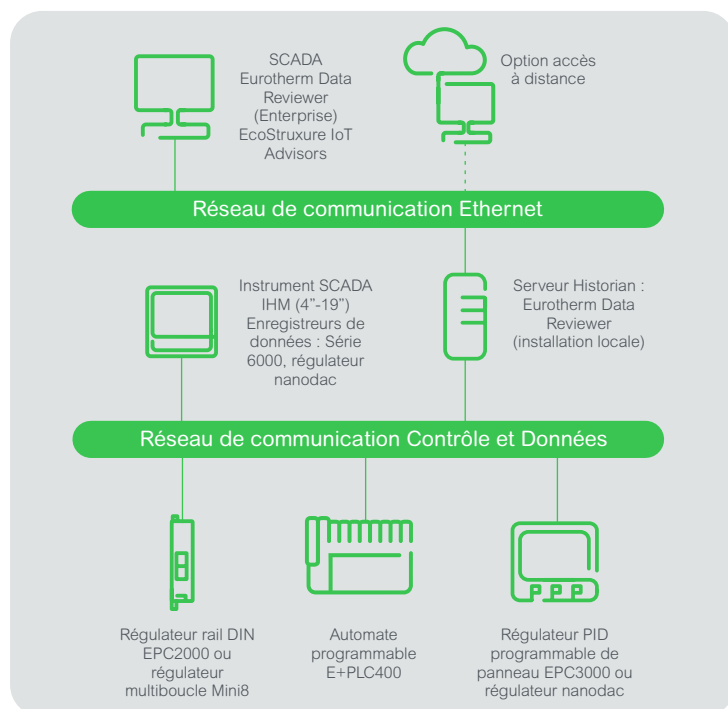 SCADA
Eurotherm Data
Reviewer
(Enterprise)
EcoStruxure IoT
Advisors
Option accès
à distance
Réseau de communication Ethernet
Instrument SCADA
IHM (4"-19")
Enregistreurs de
données : Série
6000, régulateur
nanodac
Serveur Historian :
Eurotherm Data
Reviewer
(installation locale)
Réseau de communication Contrôle et Données
Régulateur rail DIN
EPC2000 ou
régulateur
multiboucle Mini8
Automate
programmable
E+PLC400
Régulateur PID
programmable de
panneau EPC3000 ou
régulateur nanodac